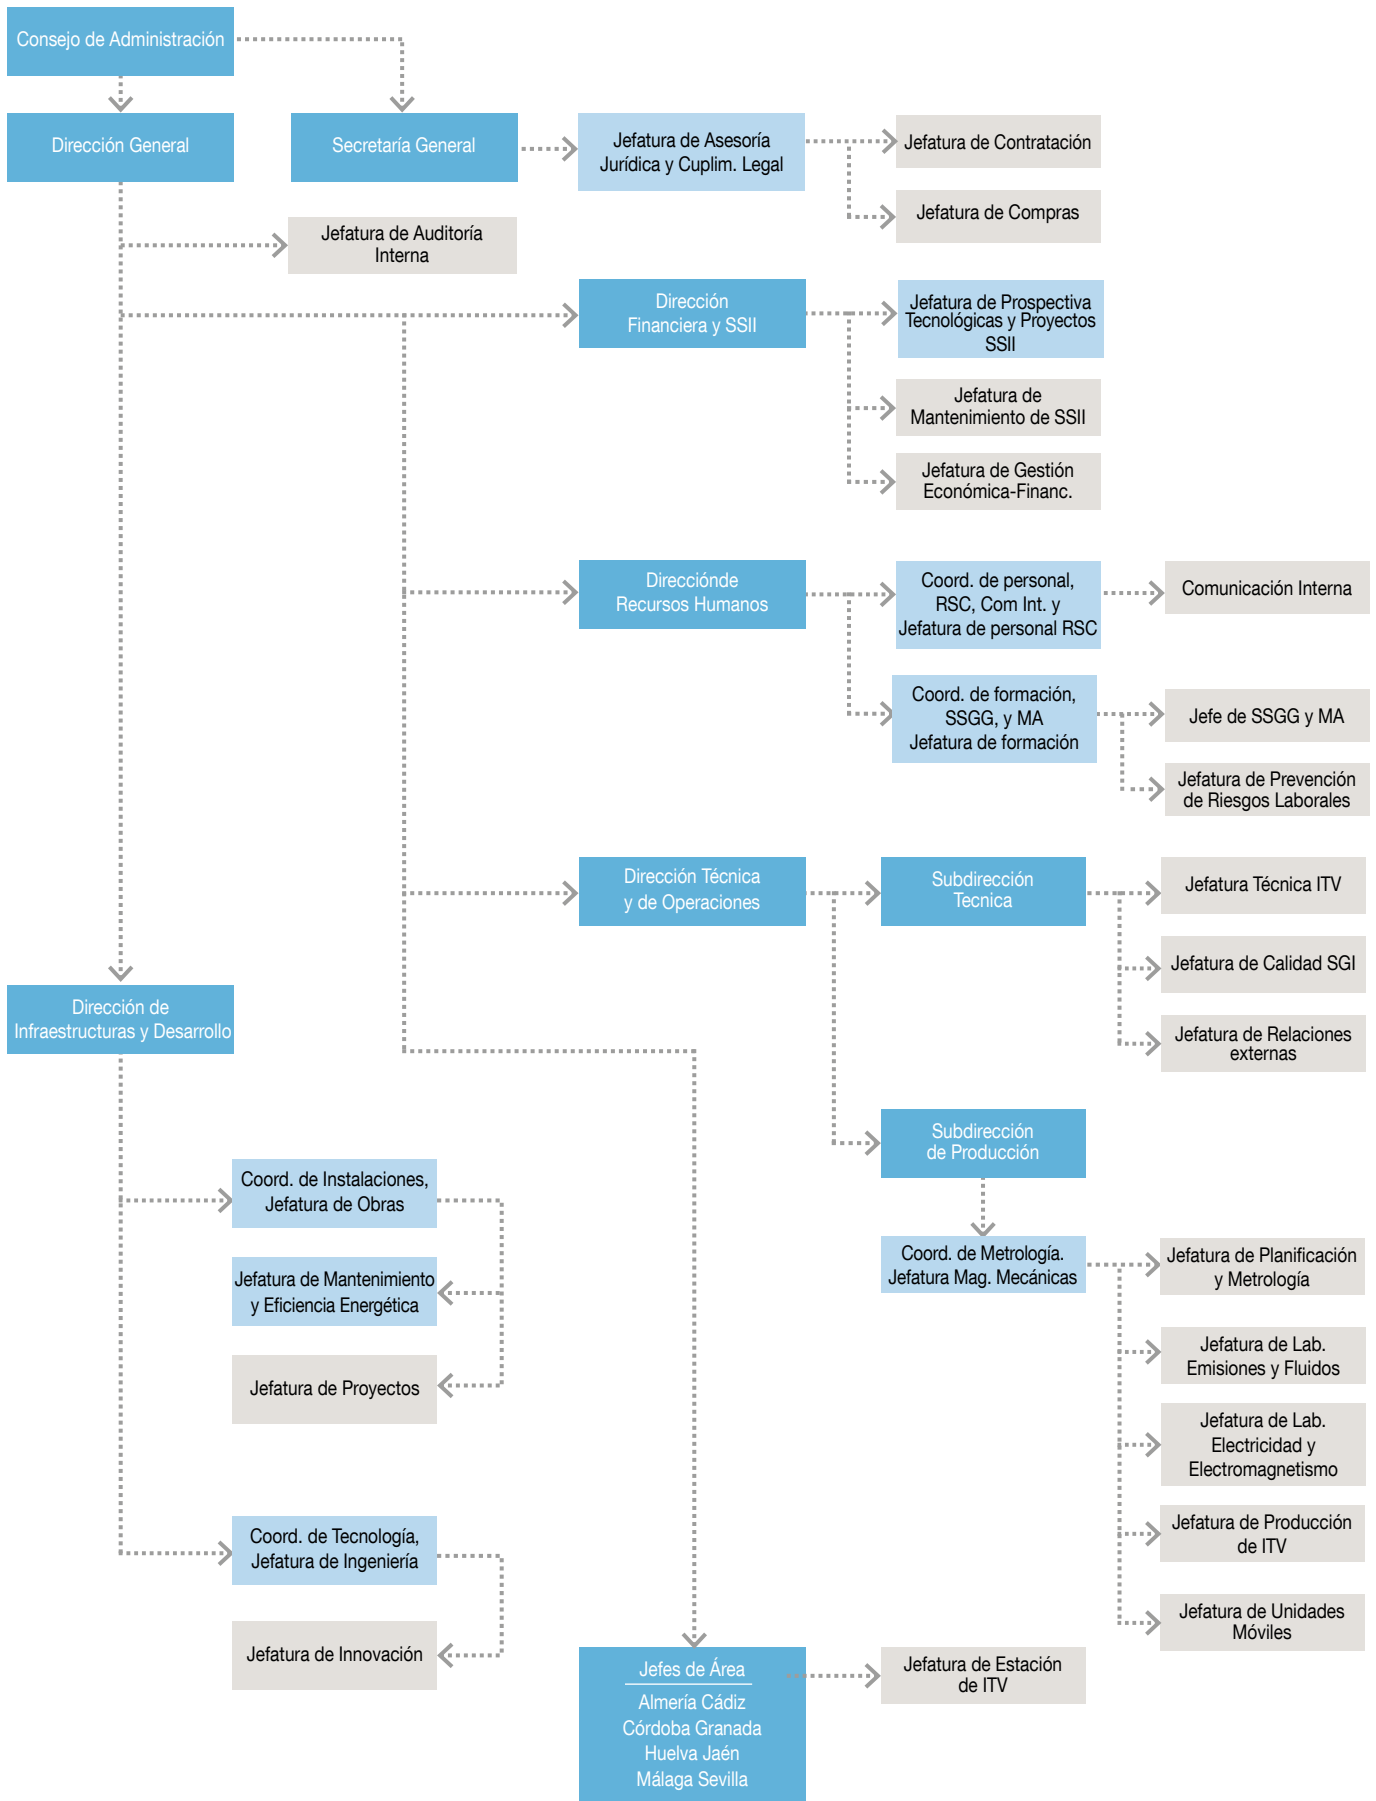 Consejo de Administración
Dirección General
Secretaría General
Jefatura de Asesoría
Jurídica y Cuplim. Legal
Jefatura de Contratación
Jefatura de Compras
Jefatura de Auditoría
Interna
Dirección
Financiera y SSII
Jefatura de Prospectiva
Tecnológicas y Proyectos
SSII
Jefatura de
Mantenimiento de SSII
Jefatura de Gestión
Económica-Financ.
Direcciónde
Recursos Humanos
Coord. de personal,
RSC, Com Int. y
Jefatura de personal RSC
Comunicación Interna
Coord. de formación,
SSGG, y MA
Jefatura de formación
Jefe de SSGG y MA
Jefatura de Prevención
de Riesgos Laborales
Dirección Técnica
y de Operaciones
Subdirección
Tecnica
Jefatura Técnica ITV
Jefatura de Calidad SGI
Jefatura de Relaciones
externas
Dirección de
Infraestructuras y Desarrollo
Subdirección
de Producción
Coord. de Instalaciones,
Jefatura de Obras
Jefatura de Mantenimiento
y Eficiencia Energética
Jefatura de Proyectos
Coord. de Metrología.
Jefatura Mag. Mecánicas
Jefatura de Planificación
y Metrología
Jefatura de Lab.
Emisiones y Fluidos
Jefatura de Lab.
Electricidad y
Electromagnetismo
Jefatura de Producción
de ITV
Jefatura de Unidades
Móviles
Coord. de Tecnología,
Jefatura de Ingeniería
Jefatura de Innovación
Jefes de Área
Almería Cádiz
Córdoba Granada
Huelva Jaén
Málaga Sevilla
Jefatura de Estación
de ITV